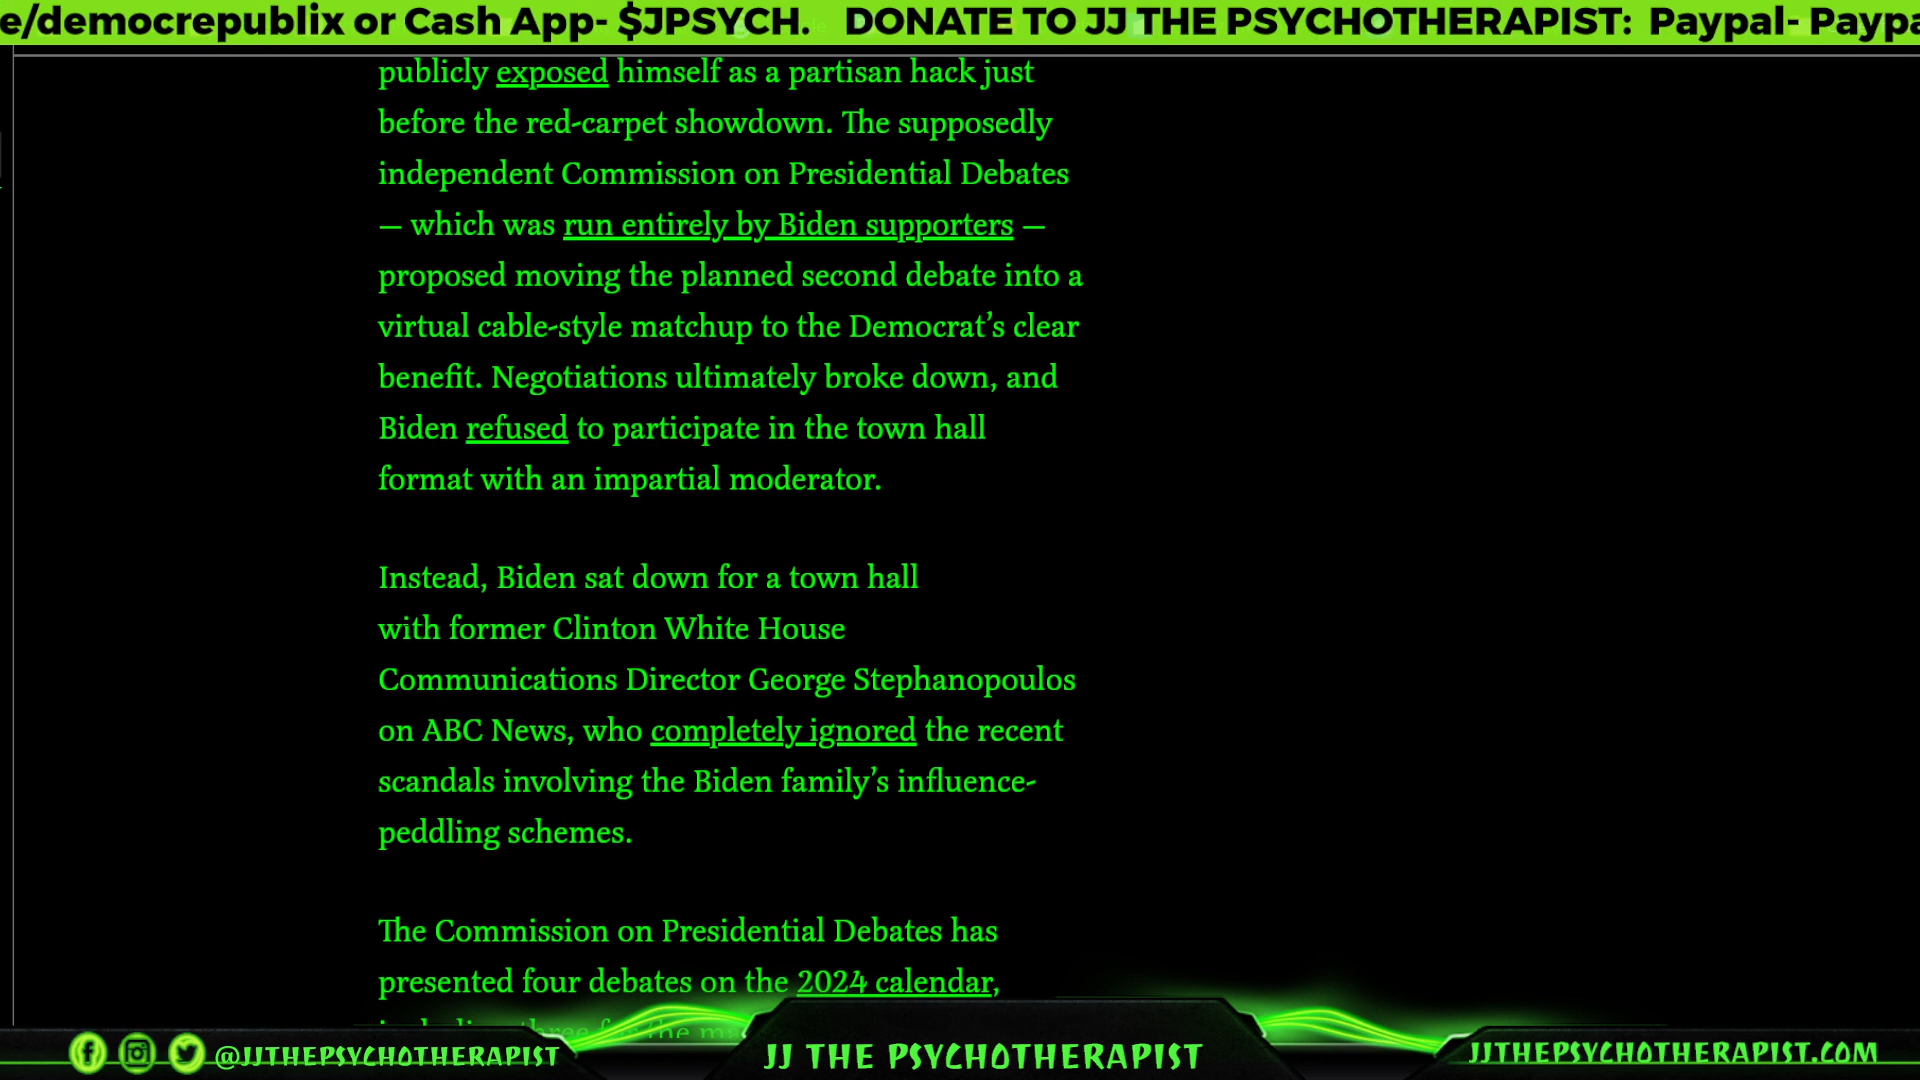 e/democrepublix or Cash App- $JPSYCH. DONATE TO JJ THE PSYCHOTHERAPIST: Paypal- Paypa
publicly exposed himself as a partisan hack just
before the red-carpet showdown. The supposedly
independent Commission on Presidential Debates
— which was run entirely by Biden supporters —
proposed moving the planned second debate into a
virtual cable-style matchup to the Democrat’s clear
benefit. Negotiations ultimately broke down, and
Biden refused to participate in the town hall
format with an impartial moderator.
Instead, Biden sat down for a town hall
with former Clinton White House
Communications Director George Stephanopoulos
on ABC News, who completely ignored the recent
scandals involving the Biden family’s influence-
peddling schemes.
The Commission on Presidential Debates has
presented four debates on the 2024 calendar,
including three for the
@JJTHEPSYCHOTHERAPIST
JJ THE PSYCHOTHERAPIST
JJTHEPSYCHOTHERAPIST.COM